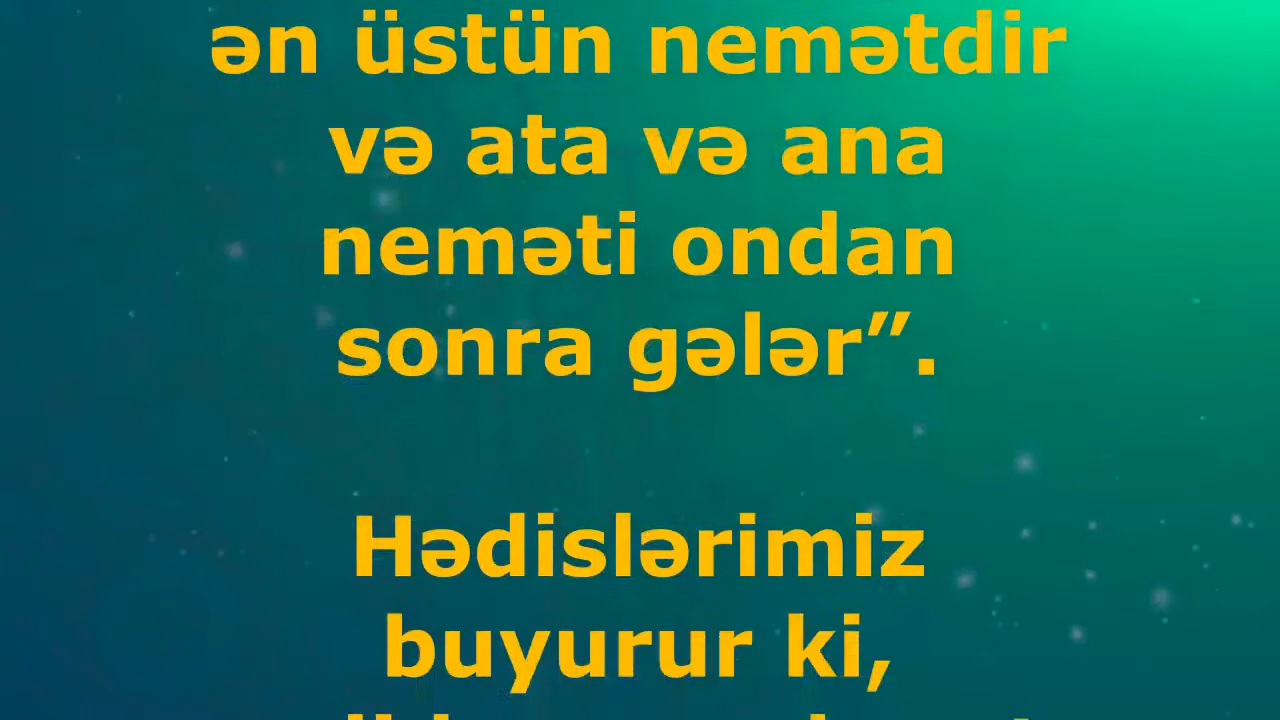 ən üstün nemətdir
və ata və ana
neməti ondan
sonra gələr”.
Hədislərimiz
buyurur ki,